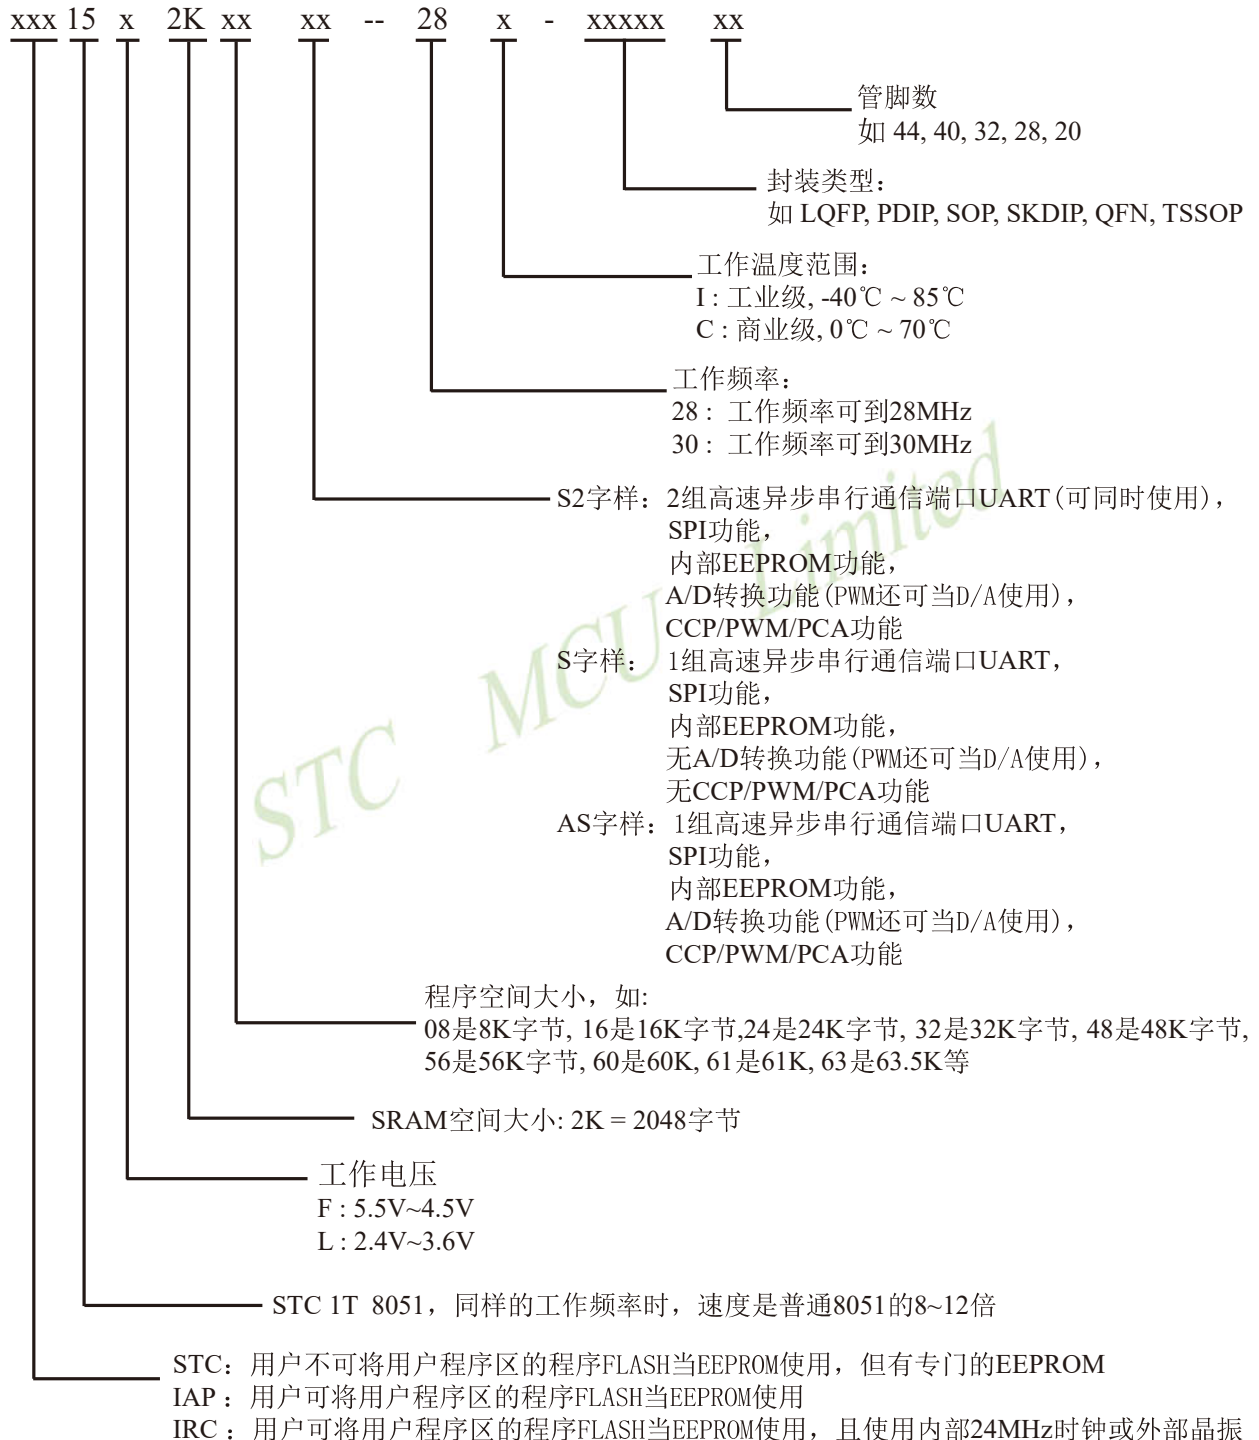 xxx 15 x 2K xx xx -- 28 x - xxxxx xx
管脚数
如 44, 40, 32, 28, 20
封装类型:
如 LQFP, PDIP, SOP, SKDIP, QFN, TSSOP
工作温度范围:
I : 工业级, -40℃ ~ 85℃
C : 商业级, 0℃ ~ 70℃
工作频率:
28 : 工作频率可到28MHz
30 : 工作频率可到30MHz
S2字样: 2组高速异步串行通信端口UART(可同时使用),
SPI功能,
内部EEPROM功能,
A/D转换功能(PWM还可当D/A使用),
CCP/PWM/PCA功能
S字样: 1组高速异步串行通信端口UART,
SPI功能,
内部EEPROM功能,
无A/D转换功能(PWM还可当D/A使用),
无CCP/PWM/PCA功能
AS字样: 1组高速异步串行通信端口UART,
SPI功能,
内部EEPROM功能,
A/D转换功能(PWM还可当D/A使用),
CCP/PWM/PCA功能
程序空间大小, 如:
08是8K字节, 16是16K字节,24是24K字节, 32是32K字节, 48是48K字节,
56是56K字节, 60是60K, 61是61K, 63是63.5K等
SRAM空间大小: 2K = 2048字节
工作电压
F : 5.5V~4.5V
L : 2.4V~3.6V
STC 1T 8051, 同样的工作频率时, 速度是普通8051的8~12倍
STC: 用户不可将用户程序区的程序FLASH当EEPROM使用, 但有专门的EEPROM
IAP : 用户可将用户程序区的程序FLASH当EEPROM使用
IRC : 用户可将用户程序区的程序FLASH当EEPROM使用, 且使用内部24MHz时钟或外部晶振
STC MCU Limited